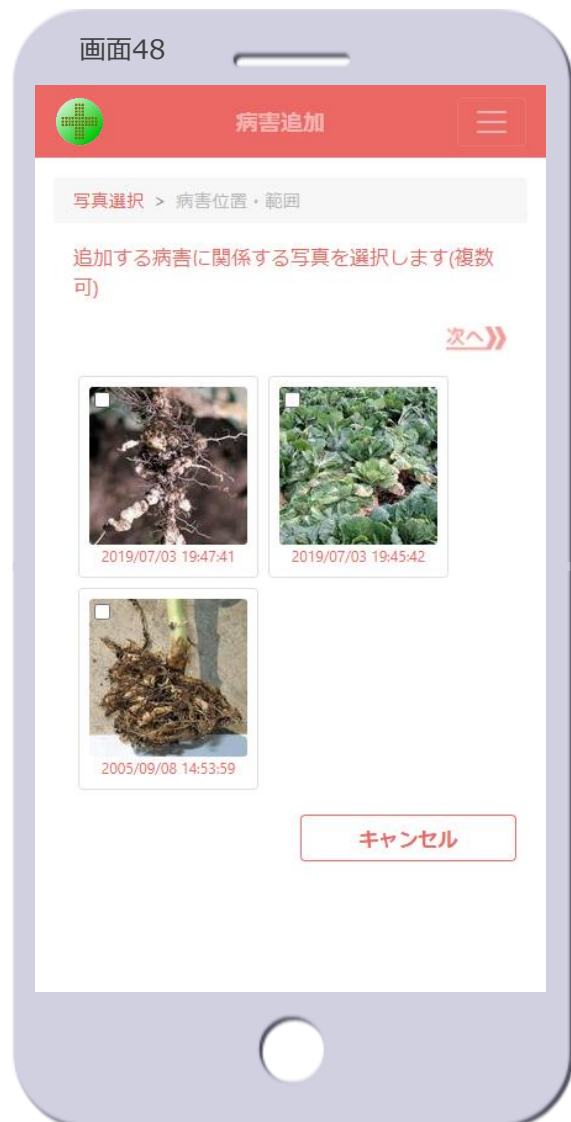 画面48
病害追加
写真選択 > 病害位置・範囲
追加する病害に関係する写真を選択します(複数
可)
次へ》
2019/07/03 19:47:41
2019/07/03 19:45:42
2005/09/08 14:53:59
キャンセル